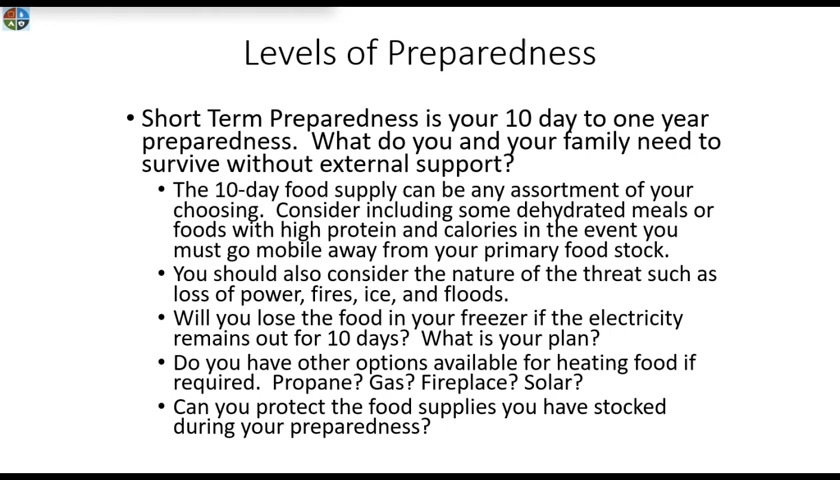 Levels of Preparedness
• Short Term Preparedness is your 10 day to one year
preparedness.  What do you and your family need to
survive without external support?
• The 10-day food supply can be any assortment of your
choosing.  Consider including some dehydrated meals or
foods with high protein and calories in the event you
must go mobile away from your primary food stock.
• You should also consider the nature of the threat such as
loss of power, fires, ice, and floods.
• Will you lose the food in your freezer if the electricity
remains out for 10 days?  What is your plan?
• Do you have other options available for heating food if
required.  Propane? Gas? Fireplace? Solar?
• Can you protect the food supplies you have stocked
during your preparedness?